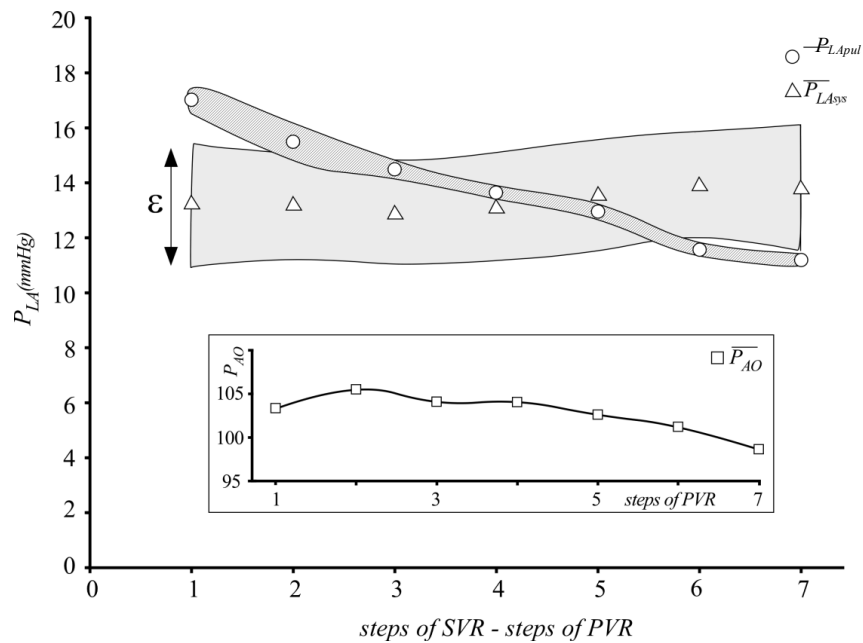 20
18
16
14
12
10
8
6
4
2
0
P_LA (mmHg)
P_LApul
P_LAsys
ε
P_AO
105
100
95
P_AO
1 3 5 steps of PVR 7
0 1 2 3 4 5 6 7
steps of SVR - steps of PVR